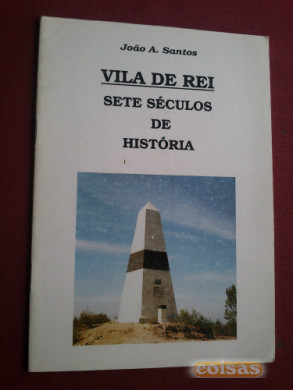 João A. Santos
VILA DE REI
SETE SÉCULOS
DE
HISTÓRIA
coisas